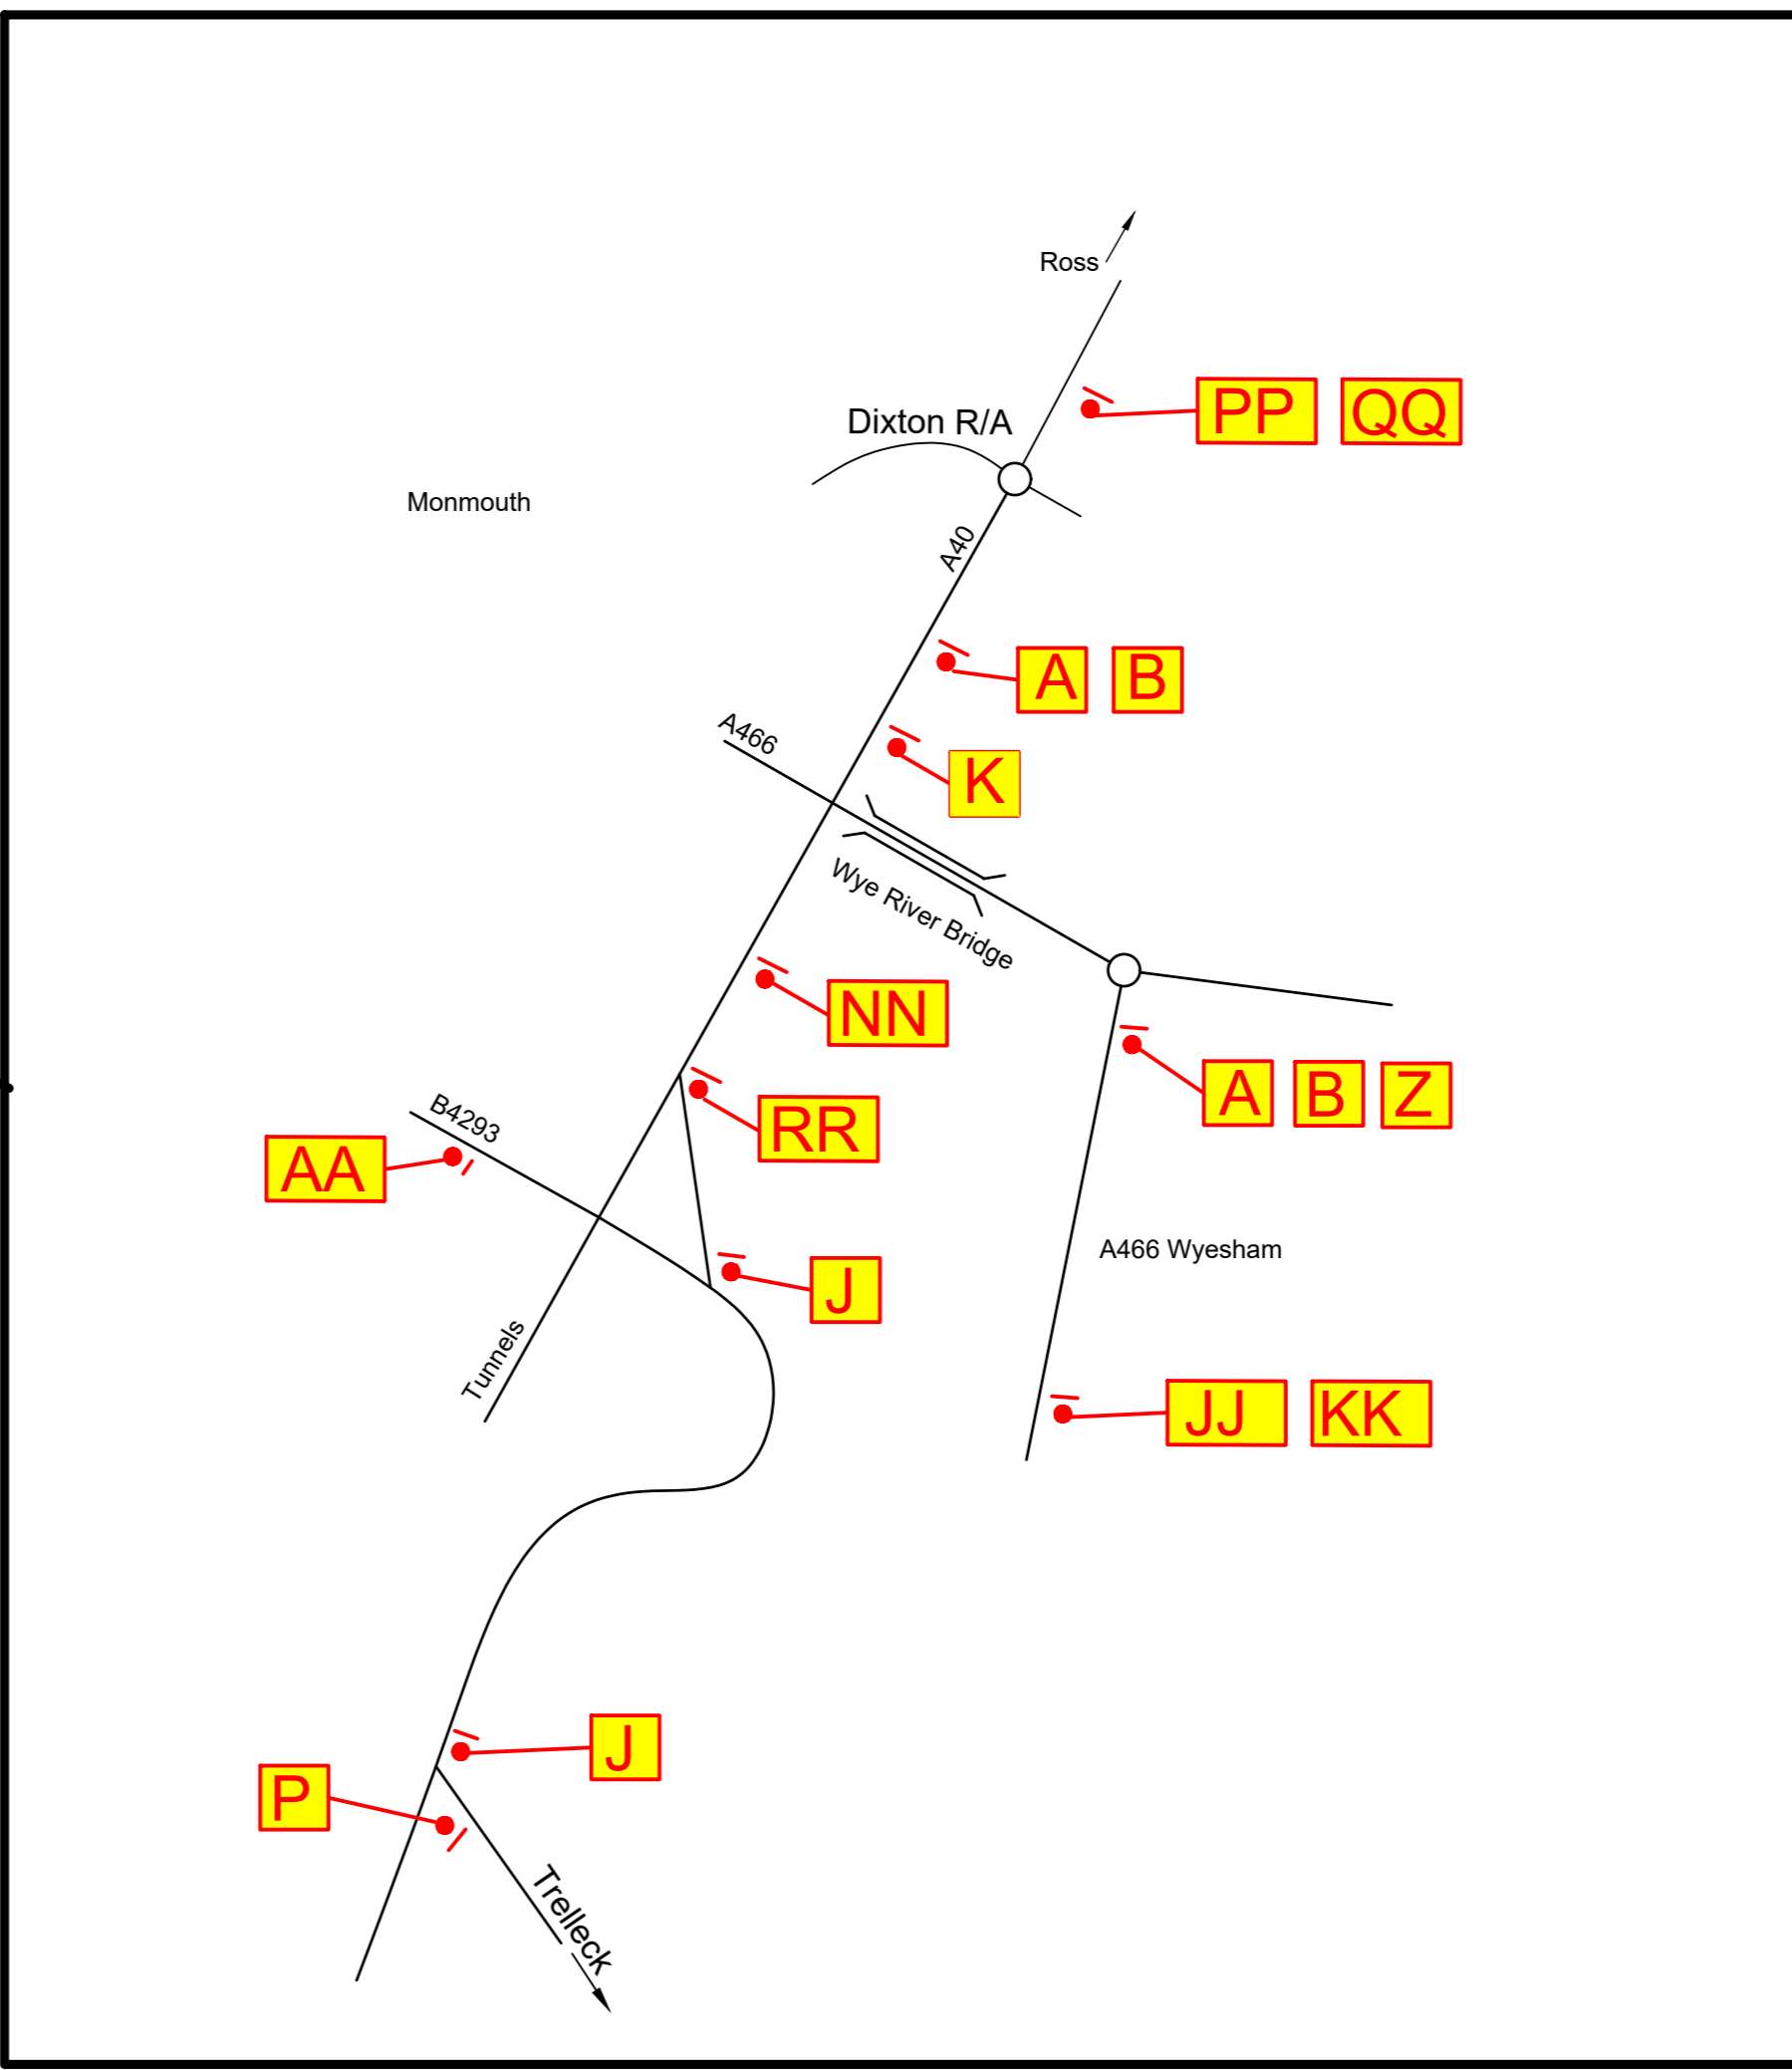 Ross
PP QQ
Dixton R/A
Monmouth
A40
A B
A466
K
Wye River Bridge
NN
A B Z
RR
B4293
AA
A466 Wyesham
J
Tunnels
JJ KK
J
P
Trelleck